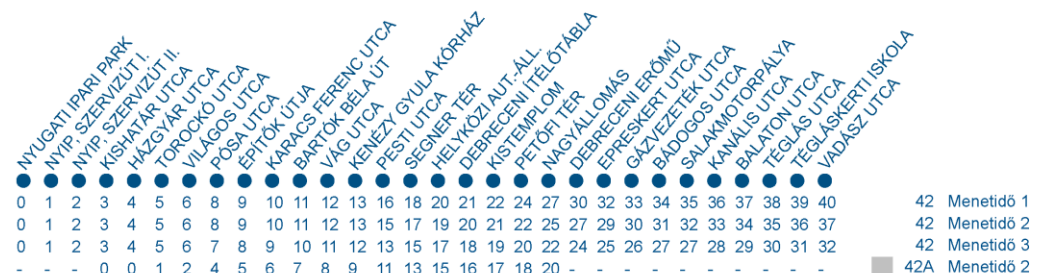 NYUGATI IPARI PARK
NYIP, SZERVIZÚT I.
NYIP, SZERVIZÚT II.
KISHATÁR UTCA
HÁZGYÁR UTCA
TOROCKÓ UTCA
VILÁGOS UTCA
PÓSA UTCA
ÉPÍTŐK ÚTJA
KARACS FERENC UTCA
BARTÓK BÉLA ÚT
VÁG UTCA
KENÉZY GYULA KÓRHÁZ
PESTI UTCA
SEGNER TÉR
HELYKÖZI AUT.-ÁLL.
DEBRECENI ÍTÉLŐTÁBLA
KISTEMPLOM
PETŐFI TÉR
NAGYÁLLOMÁS
DEBRECENI ERŐMŰ
EPRESKERT UTCA
GÁZVEZETÉK UTCA
BÁDOGOS UTCA
SALAKMOTORPÁLYA
KANÁLIS UTCA
BALATON UTCA
TÉGLÁS UTCA
TÉGLÁSKERTI ISKOLA
VADÁSZ UTCA
0 1 2 3 4 5 6 8 9 10 11 12 13 16 18 20 21 22 24 27 30 32 33 34 35 36 37 38 39 40 42 Menetidő 1
0 1 2 3 4 5 6 8 9 10 11 12 13 15 17 19 20 21 22 25 27 29 30 31 32 33 34 35 36 37 42 Menetidő 2
0 1 2 3 4 5 6 7 8 9 10 11 12 13 15 17 18 19 20 22 24 25 26 27 27 28 29 30 31 32 42 Menetidő 3
- - - 0 0 1 2 4 5 6 7 8 9 11 13 15 16 17 18 20 - - - - - - - - - - 42A Menetidő 2